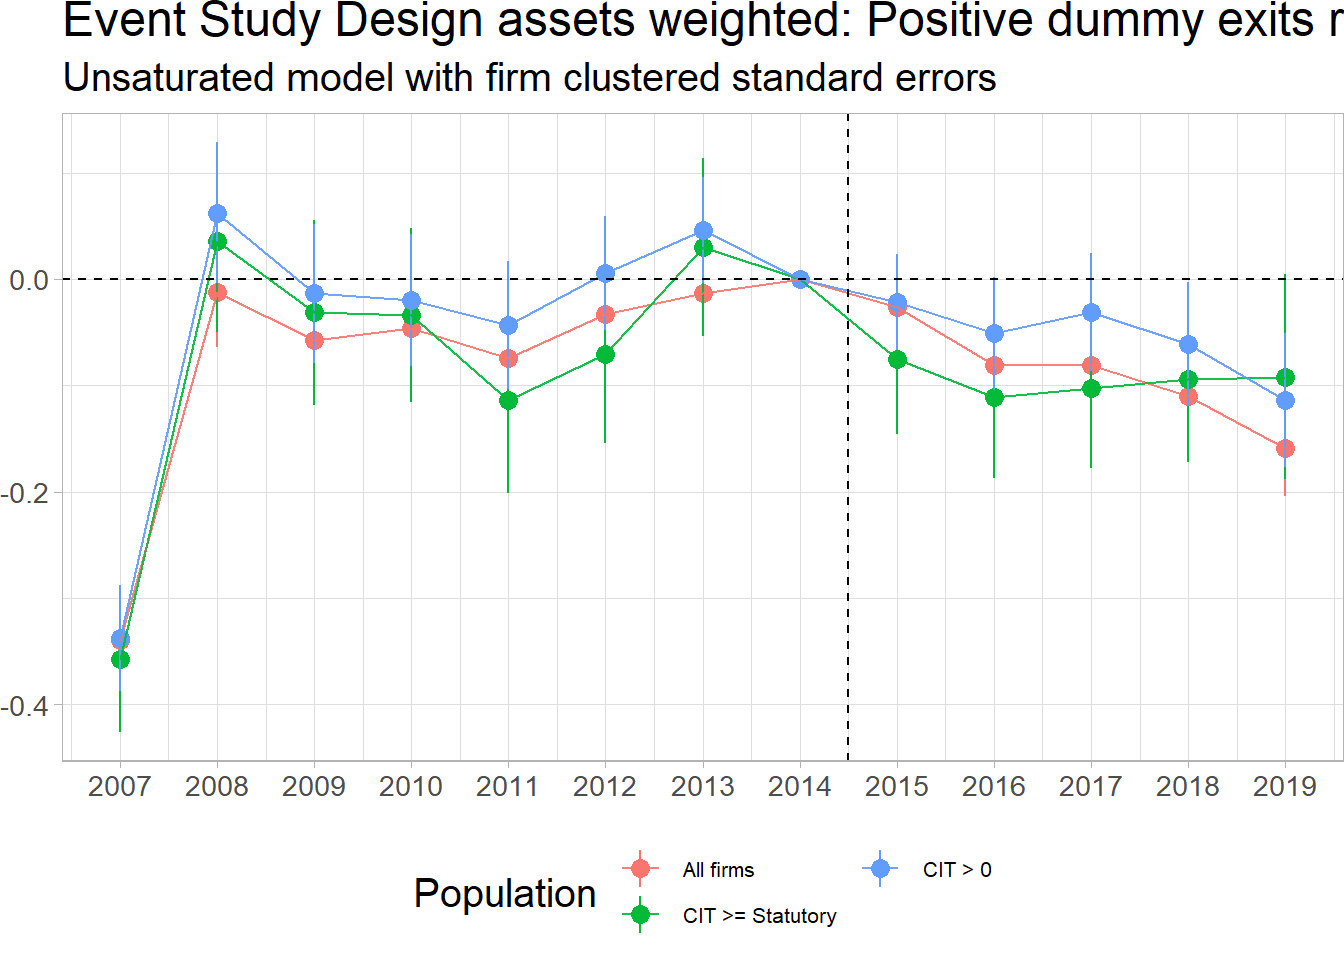 Event Study Design assets weighted: Positive dummy exits
Unsaturated model with firm clustered standard errors
0.0
-0.2
-0.4
2007 2008 2009 2010 2011 2012 2013 2014 2015 2016 2017 2018 2019
Population
All firms
CIT > 0
CIT >= Statutory